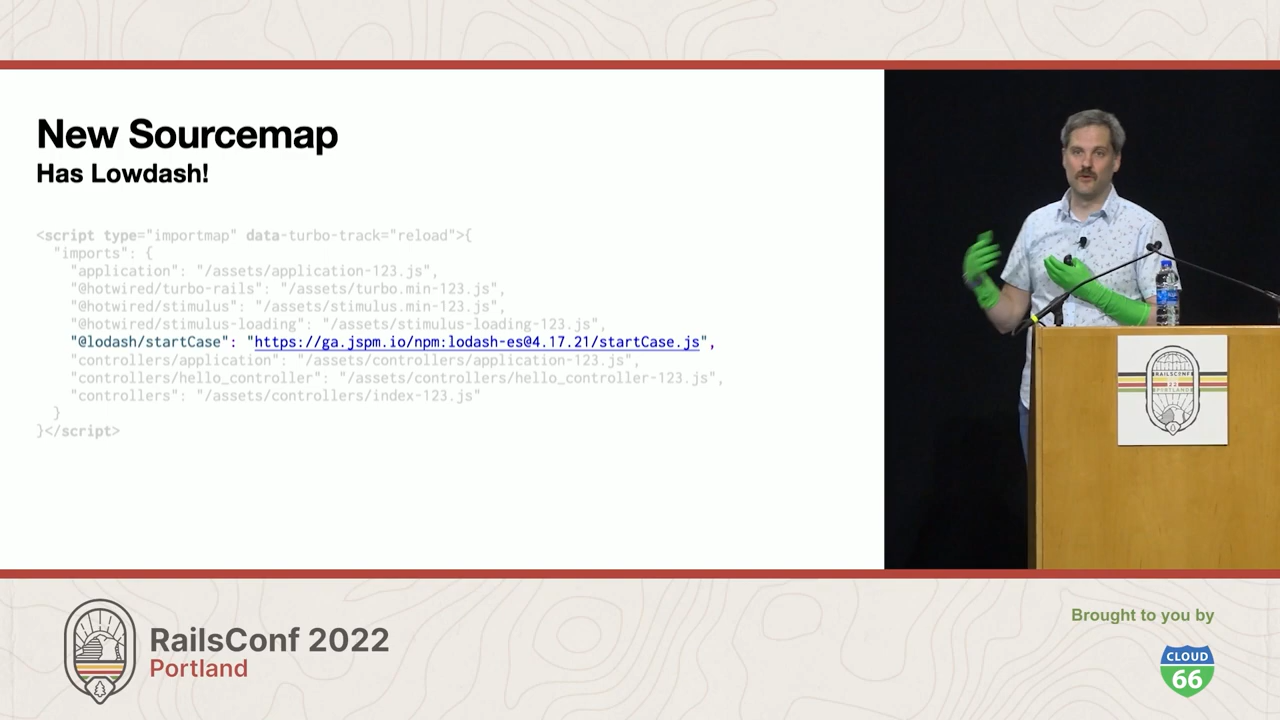 New Sourcemap
Has Lowdash!
<script type="importmap" data-turbo-track="reload">{
"imports": {
"application": "/assets/application-123.js",
"@hotwired/turbo-rails": "/assets/turbo.min-123.js",
"@hotwired/stimulus": "/assets/stimulus.min-123.js",
"@hotwired/stimulus-loading": "/assets/stimulus-loading-123.js",
"@lodash/startCase": "https://ga.jspm.io/npm:lodash-es@4.17.21/startCase.js",
"controllers/application": "/assets/controllers/application-123.js",
"controllers/hello_controller": "/assets/controllers/hello_controller-123.js",
"controllers": "/assets/controllers/index-123.js"
}
}</script>
RAILSCONF
PORTLAND
RailsConf 2022
Portland
Brought to you by
CLOUD
66